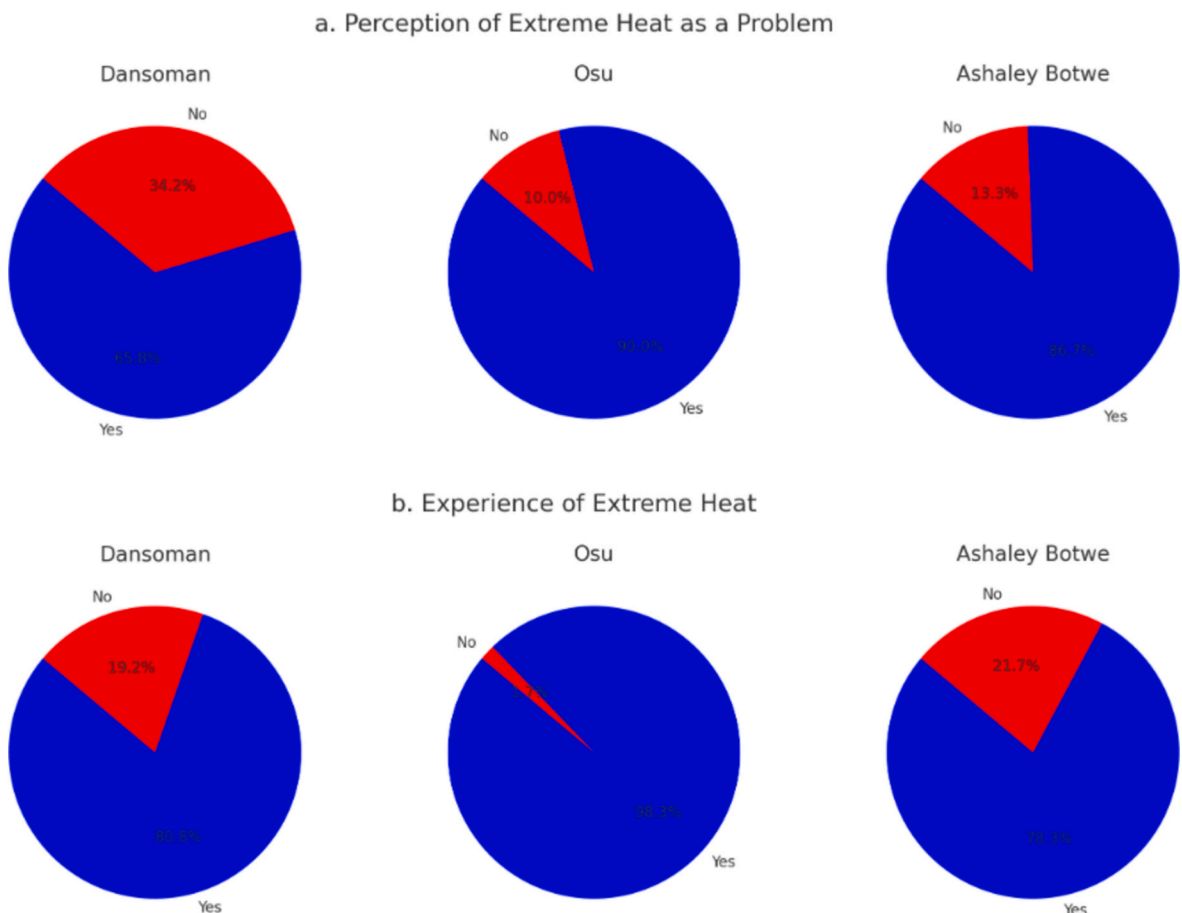 a. Perception of Extreme Heat as a Problem
Dansoman
Osu
Ashaley Botwe
No
No
No
34.2%
10.0%
13.3%
65.8%
90.0%
86.7%
Yes
Yes
Yes
b. Experience of Extreme Heat
Dansoman
Osu
Ashaley Botwe
No
No
No
19.2%
21.7%
80.8%
98.3%
78.3%
Yes
Yes
Yes